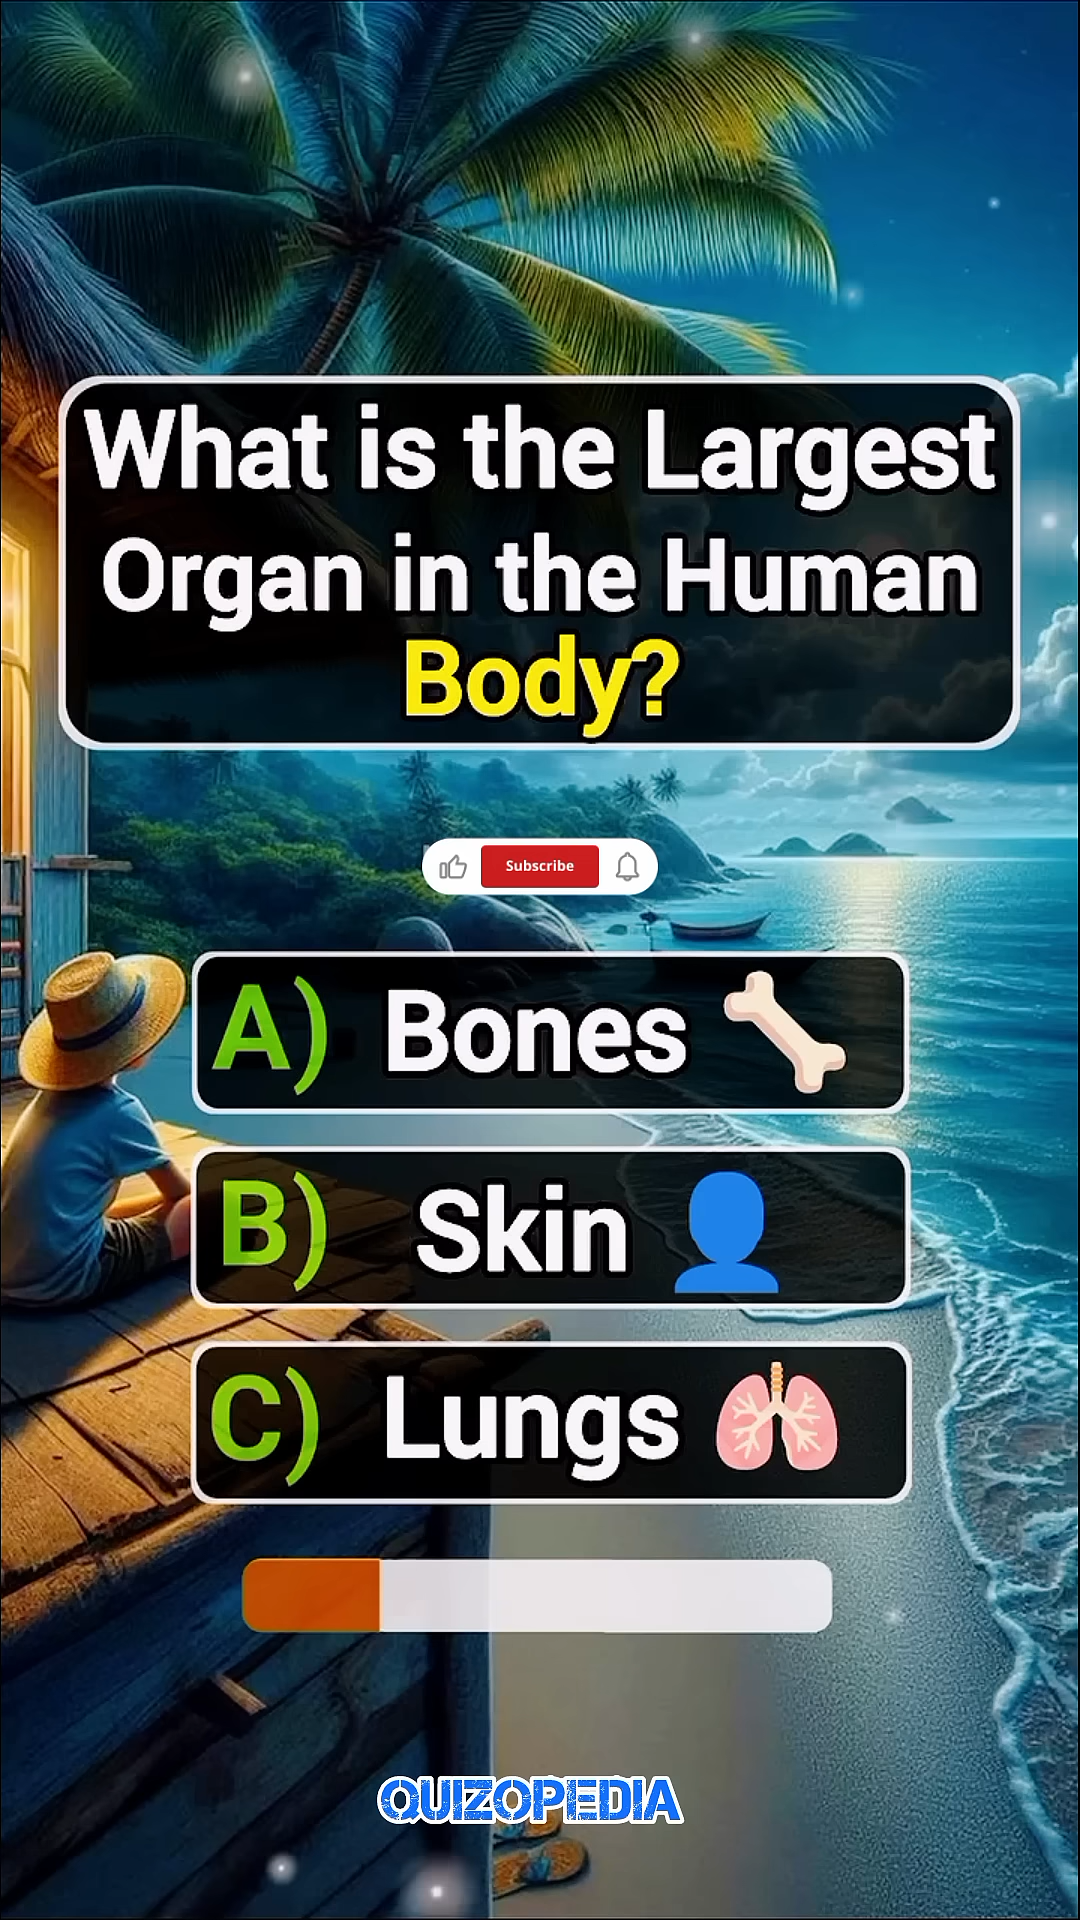 What is the Largest
Organ in the Human
Body?
Subscribe
A) Bones
B) Skin
C) Lungs
QUIZOPEDIA